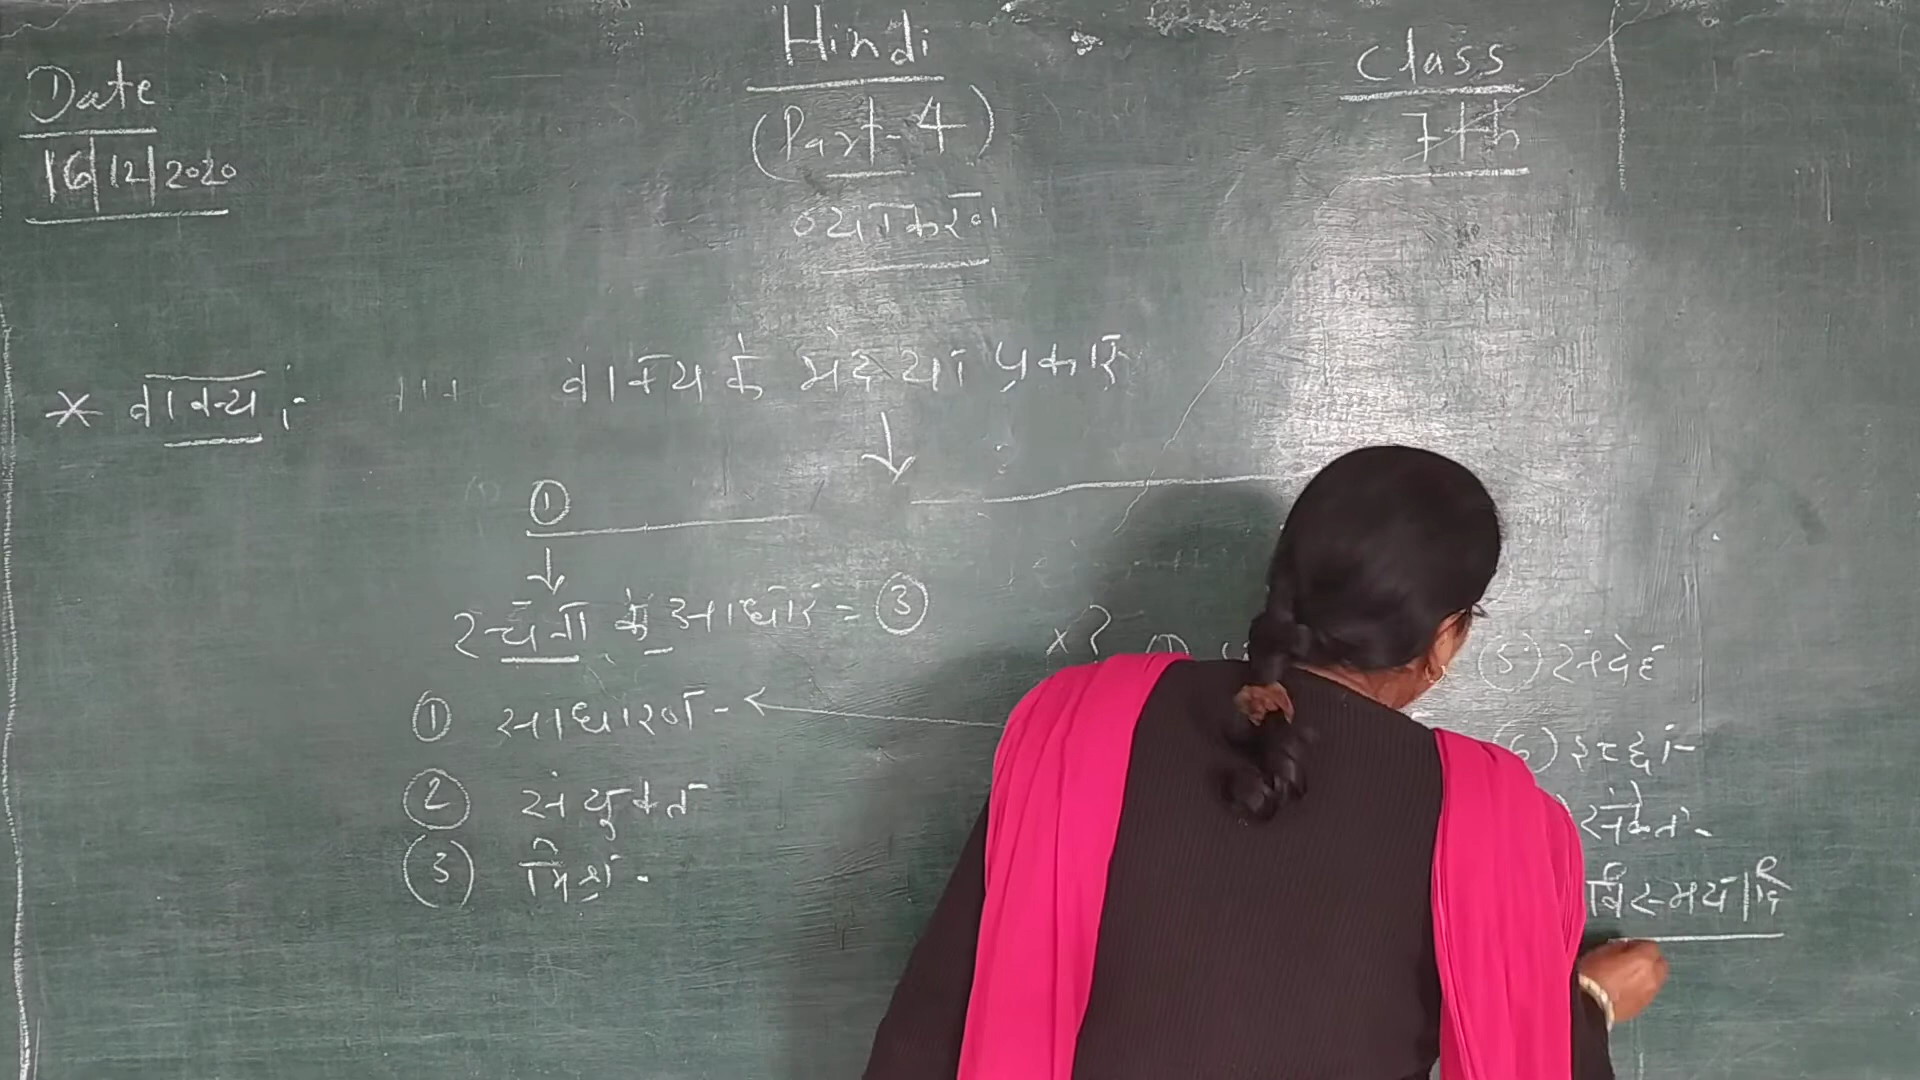 Date
16/12/2020
Hindi
(Part-4)
व्याकरण
Class
7th
* वाक्य :-
वाक्य के भेद या प्रकार
↓
①
↓
रचना के आधार = ③
① साधारण -
② संयुक्त
③ मिश्र -
(5) संदेह
(6) इच्छा -
संकेत -
विस्मयादि